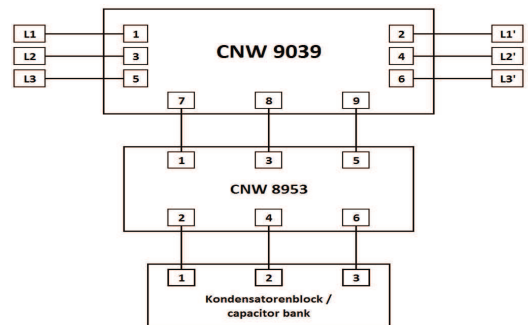 L1 1 CNW 9039 2 L1'
L2 3 4 L2'
L3 5 6 L3'
7 8 9
1 3 5
CNW 8953
2 4 6
1 2 3
Kondensatorenblock /
capacitor bank